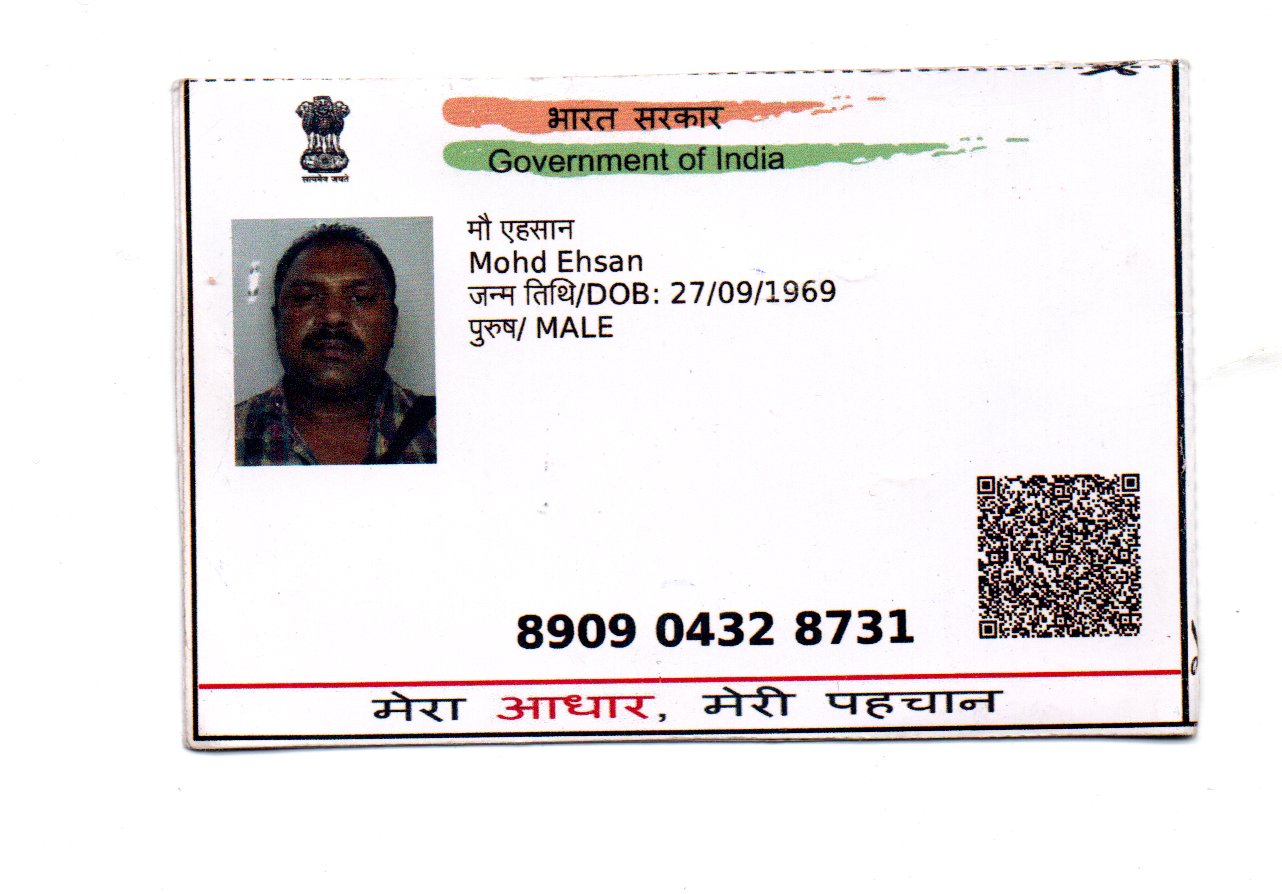 भारत सरकार
Government of India
सत्यमेव जयते
मौ एहसान
Mohd Ehsan
जन्म तिथि/DOB: 27/09/1969
पुरुष/ MALE
8909 0432 8731
मेरा आधार, मेरी पहचान